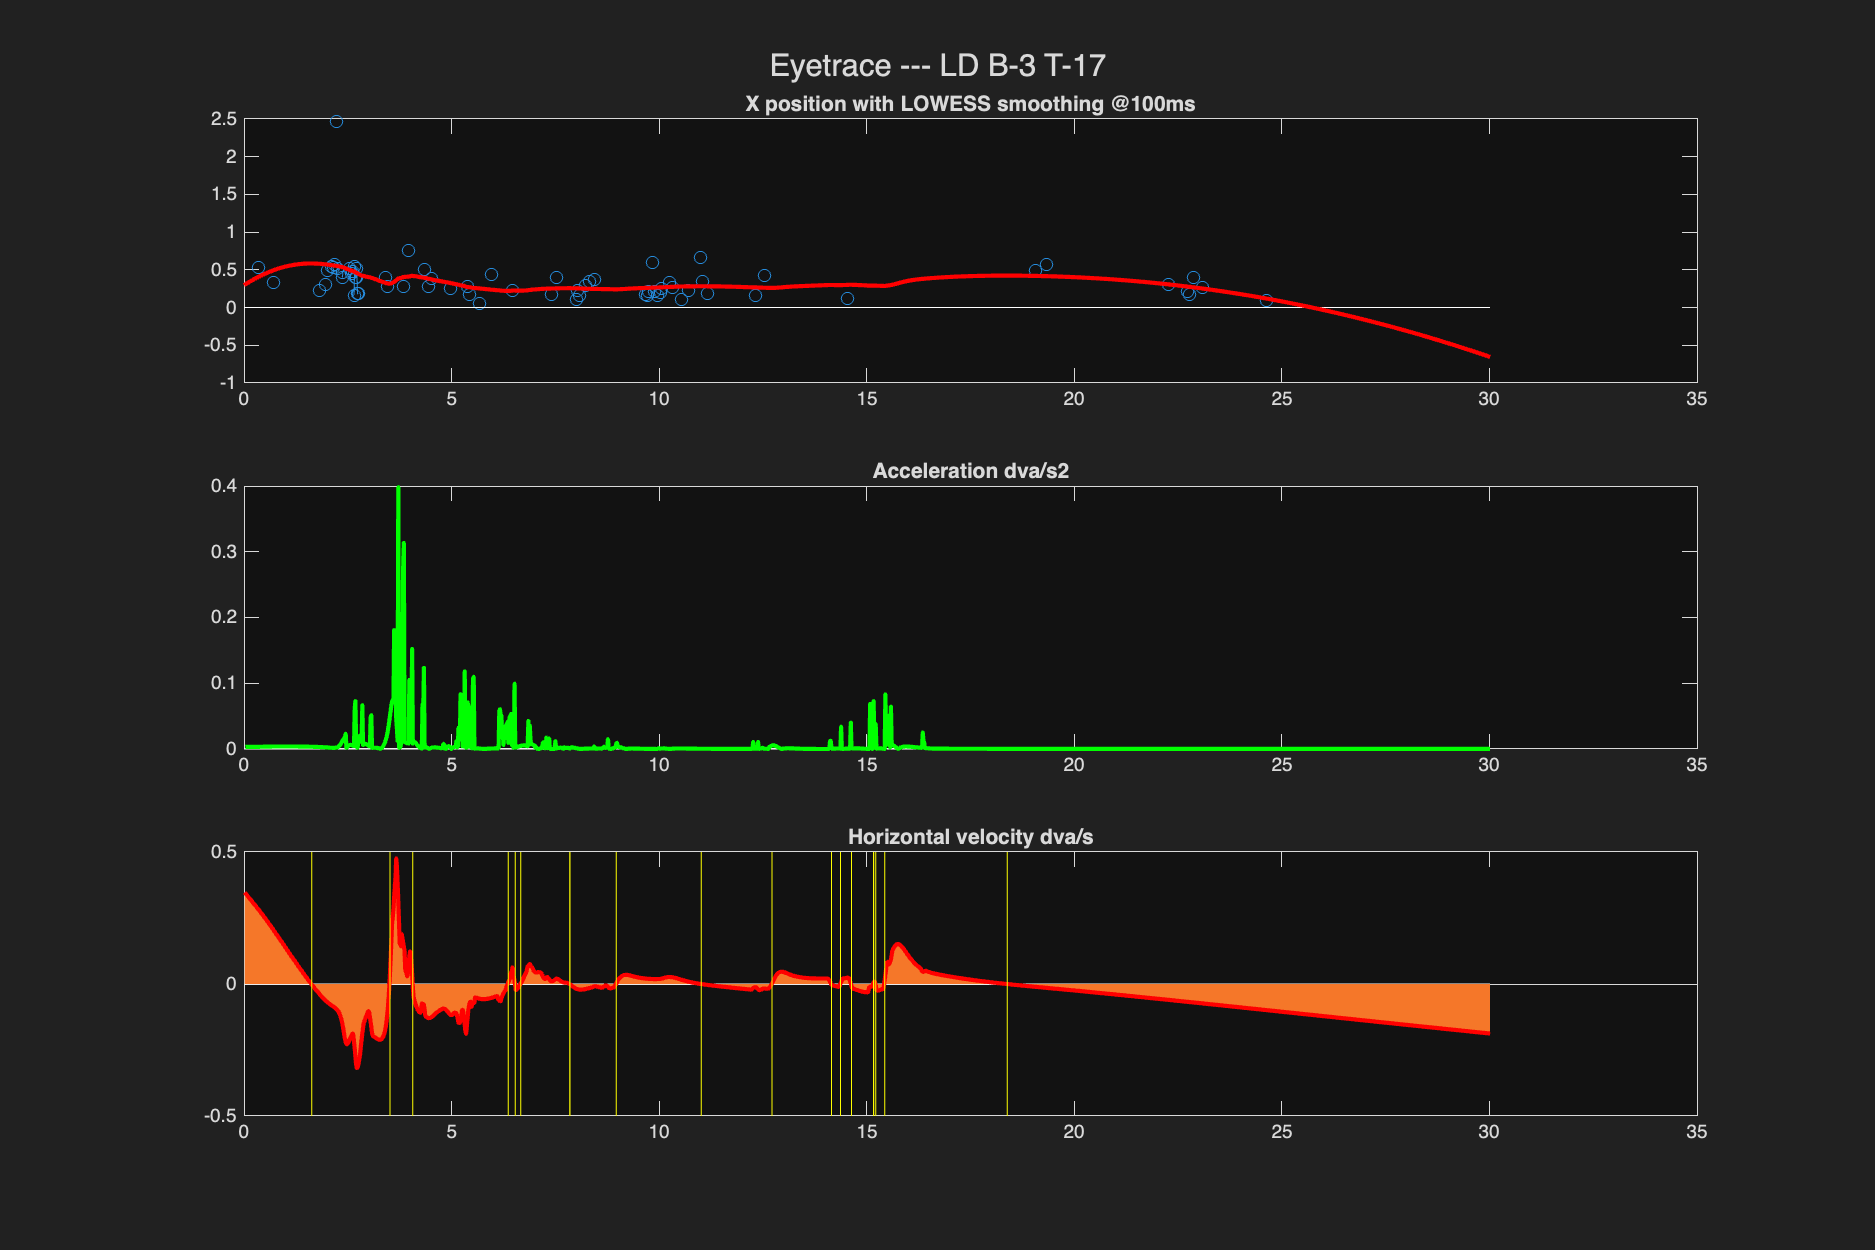 Eyetrace --- LD B-3 T-17
X position with LOWESS smoothing @100ms
2.5
2
1.5
1
0.5
0
-0.5
-1
0 5 10 15 20 25 30 35
Acceleration dva/s2
0.4
0.3
0.2
0.1
0
0 5 10 15 20 25 30 35
Horizontal velocity dva/s
0.5
0
-0.5
0 5 10 15 20 25 30 35